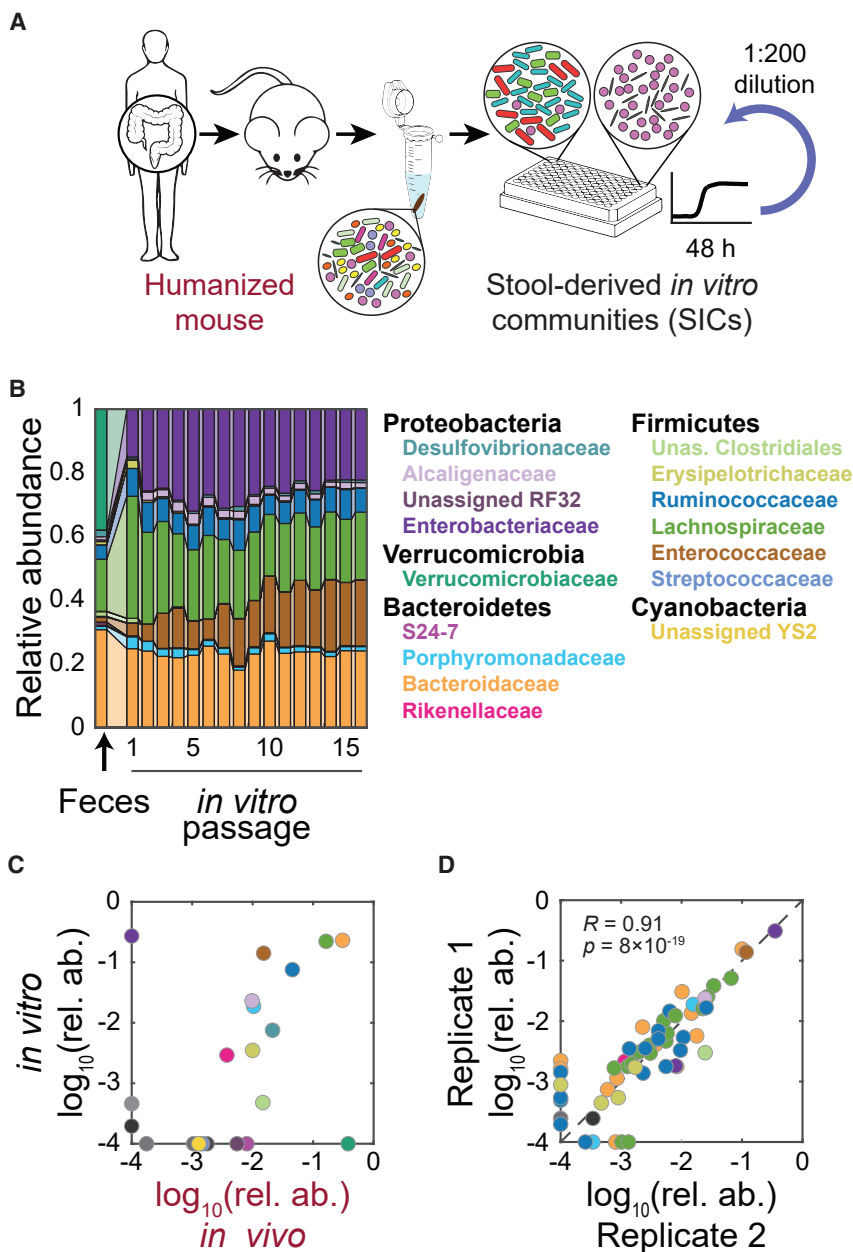 A
Humanized
mouse
1:200
dilution
48 h
Stool-derived in vitro
communities (SICs)
B
Relative abundance
1
0.8
0.6
0.4
0.2
0
1
5
10
15
Feces
in vitro
passage
Proteobacteria
Desulfovibrionaceae
Alcaligenaceae
Unassigned RF32
Enterobacteriaceae
Verrucomicrobia
Verrucomicrobiaceae
Bacteroidetes
S24-7
Porphyromonadaceae
Bacteroidaceae
Rikenellaceae
Firmicutes
Unas. Clostridiales
Erysipelotrichaceae
Ruminococcaceae
Lachnospiraceae
Enterococcaceae
Streptococcaceae
Cyanobacteria
Unassigned YS2
C
in vitro
log₁₀(rel. ab.)
-0
-1
-2
-3
-4
-4
-3
-2
-1
0
log₁₀(rel. ab.)
in vivo
D
Replicate 1
log₁₀(rel. ab.)
R = 0.91
p = 8×10⁻¹⁹
0
-1
-2
-3
-4
-4
-3
-2
-1
0
log₁₀(rel. ab.)
Replicate 2